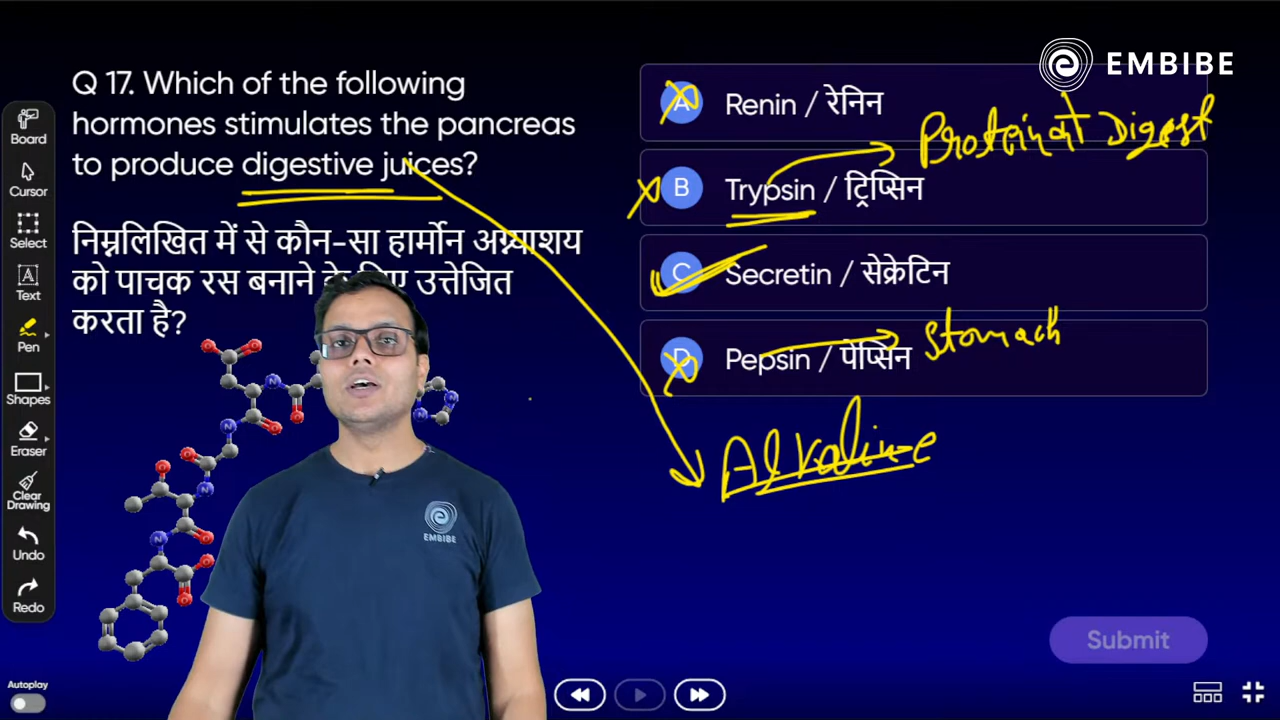 EMBIBE
Q 17. Which of the following
hormones stimulates the pancreas
to produce digestive juices?
निम्नलिखित में से कौन-सा हार्मोन अग्न्याशय
को पाचक रस बनाने के लिए उत्तेजित
करता है?
A Renin / रेनिन
B Trypsin / ट्रिप्सिन
C Secretin / सेक्रेटिन
D Pepsin / पेप्सिन
Digest
Stomach
Alkaline
Board
Cursor
Select
Text
Pen
Shapes
Eraser
Clear
Drawing
Undo
Redo
EMBIBE
Submit
Autoplay